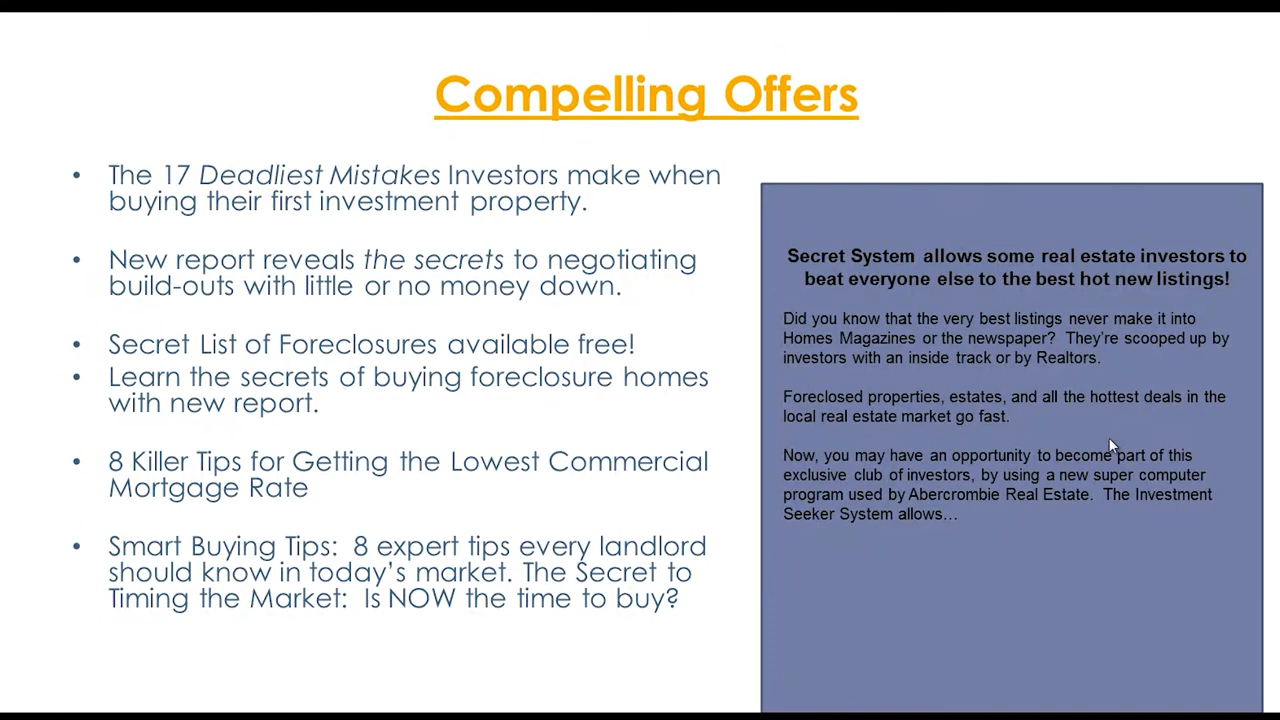 Compelling Offers
• The 17 Deadliest Mistakes Investors make when
buying their first investment property.
• New report reveals the secrets to negotiating
build-outs with little or no money down.
• Secret List of Foreclosures available free!
• Learn the secrets of buying foreclosure homes
with new report.
• 8 Killer Tips for Getting the Lowest Commercial
Mortgage Rate
• Smart Buying Tips:  8 expert tips every landlord
should know in today’s market. The Secret to
Timing the Market:  Is NOW the time to buy?
Secret System allows some real estate investors to
beat everyone else to the best hot new listings!
Did you know that the very best listings never make it into
Homes Magazines or the newspaper?  They’re scooped up by
investors with an inside track or by Realtors.
Foreclosed properties, estates, and all the hottest deals in the
local real estate market go fast.
Now, you may have an opportunity to become part of this
exclusive club of investors, by using a new super computer
program used by Abercrombie Real Estate.  The Investment
Seeker System allows…